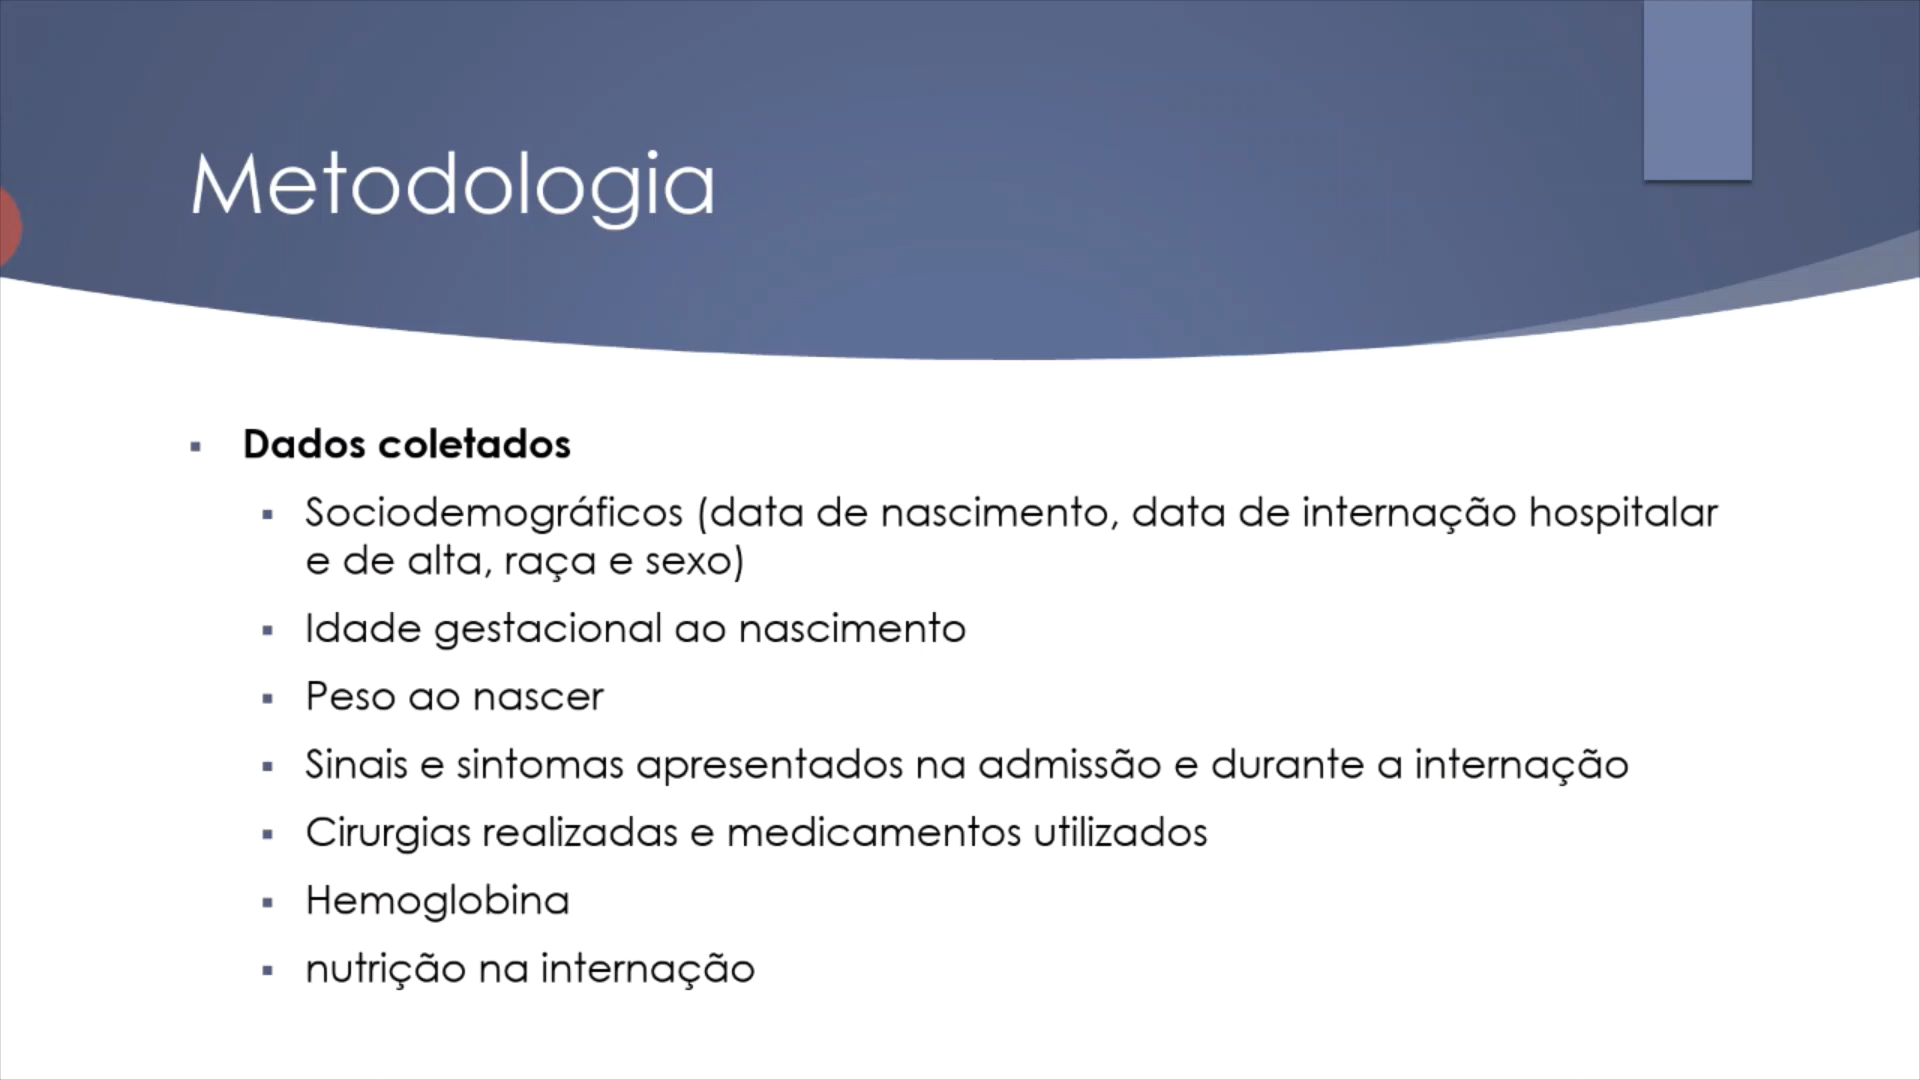 Metodologia
Dados coletados
Sociodemográficos (data de nascimento, data de internação hospitalar
e de alta, raça e sexo)
Idade gestacional ao nascimento
Peso ao nascer
Sinais e sintomas apresentados na admissão e durante a internação
Cirurgias realizadas e medicamentos utilizados
Hemoglobina
nutrição na internação